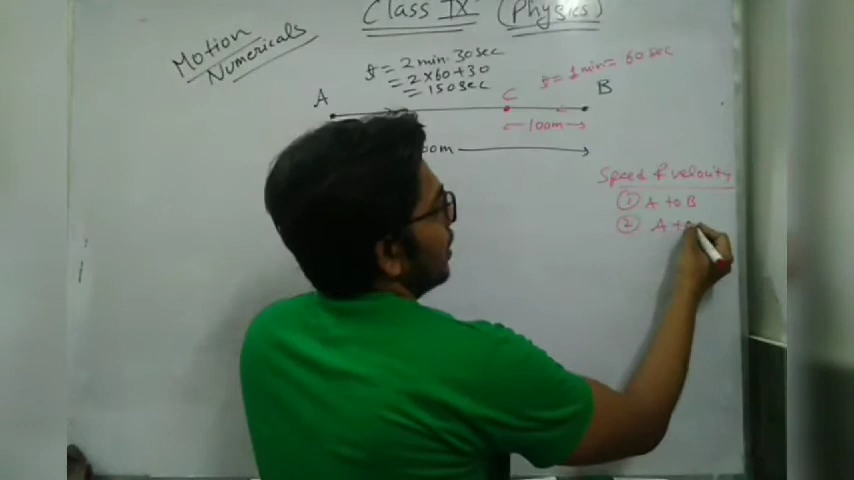 Class IX (Physics)
Motion
Numericals
t = 2 min. 30 sec
= 2 x 60 + 30
= 150 sec
t = 1 min = 60 sec
A
C
B
100m
00m
Speed & velocity
① A to B
② A to